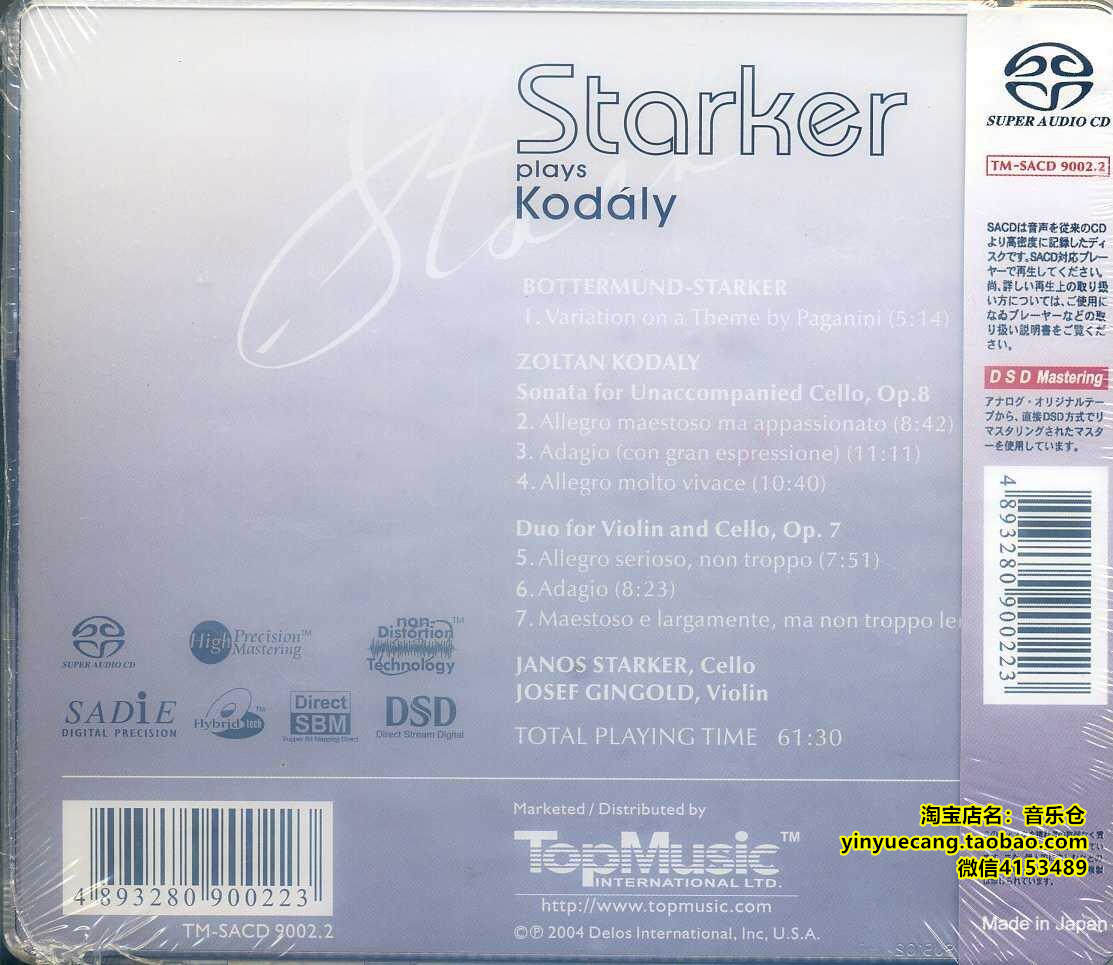 Starker
plays
Kodály
BOTTERMUND-STARKER
1. Variation on a Theme by Paganini (5:14)
ZOLTAN KODALY
Sonata for Unaccompanied Cello, Op.8
2. Allegro maestoso ma appassionato (8:42)
3. Adagio (con gran espressione) (11:11)
4. Allegro molto vivace (10:40)
Duo for Violin and Cello, Op. 7
5. Allegro serioso, non troppo (7:51)
6. Adagio (8:23)
7. Maestoso e largamente, ma non troppo
JANOS STARKER, Cello
JOSEF GINGOLD, Violin
TOTAL PLAYING TIME 61:30
SUPER AUDIO CD
High Precision™
Mastering
non-
Distortion™
Technology
SADiE
DIGITAL PRECISION
Hybrid tech™
Direct
SBM
Super Bit Mapping Direct
DSD
Direct Stream Digital
4 893280 900223
TM-SACD 9002.2
Marketed / Distributed by
TopMusic™
INTERNATIONAL LTD.
http://www.topmusic.com
©℗ 2004 Delos International, Inc, U.S.A.
SUPER AUDIO CD
TM-SACD 9002.2
SACDは音声を従来のCD
より高密度に記録したディ
スクです。SACD対応プレー
ヤーで再生してください。
尚、詳しい再生上の取り扱
い方については、ご使用に
なるプレーヤーなどの取
り扱い説明書をご覧くだ
さい。
DSD Mastering
アナログ・オリジナルテー
プから、直接DSD方式でリ
マスタリングされたマスタ
ーを使用しています。
4 893280 900223
淘宝店名：音乐仓
yinyuecang.taobao.com
微信4153489
Made in Japan